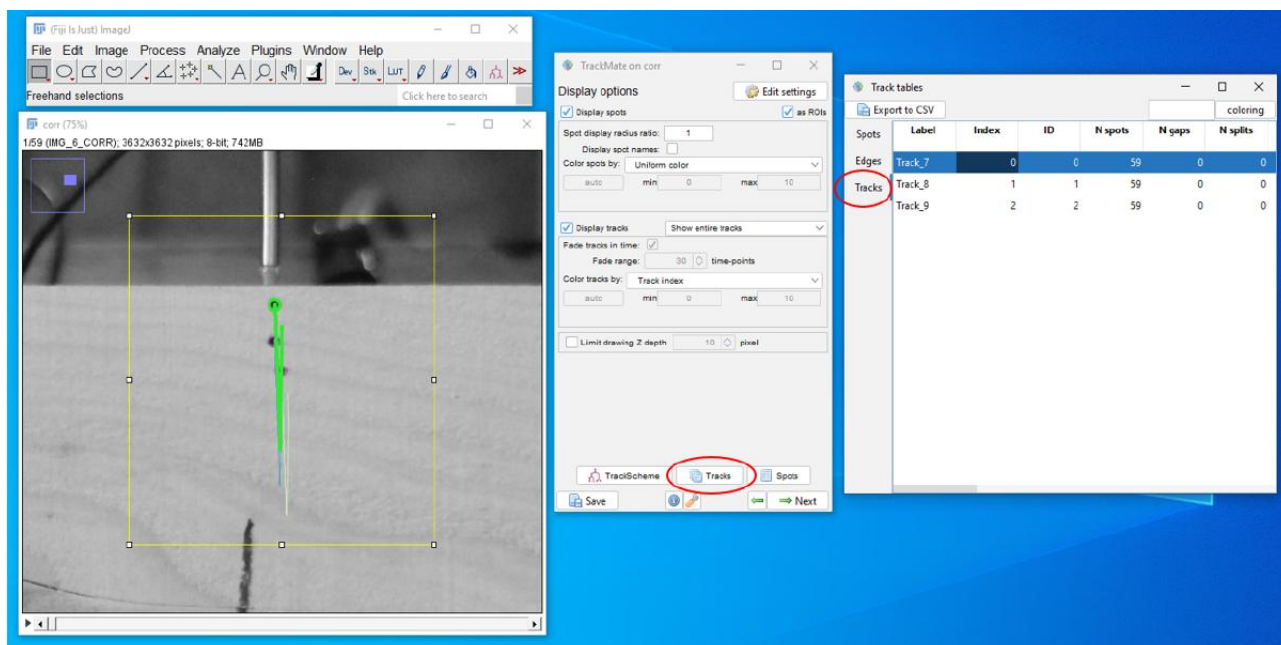 (Fiji Is Just) ImageJ
File Edit Image Process Analyze Plugins Window Help
A Dev Stk LUT
Freehand selections Click here to search
corr (75%)
1/59 (IMG_6_CORR); 3632x3632 pixels; 8-bit; 742MB
TrackMate on corr
Display options Edit settings
Display spots as ROIs
Spot display radius ratio: 1
Display spot names:
Color spots by: Uniform color
auto min 0 max 10
Display tracks Show entire tracks
Fade tracks in time:
Fade range: 30 time-points
Color tracks by: Track index
auto min 0 max 10
Limit drawing Z depth 10 pixel
TrackScheme Tracks Spots
Save Next
Track tables
Export to CSV coloring
Spots Label Index ID N spots N gaps N splits
Edges Track_7 0 0 59 0 0
Tracks Track_8 1 1 59 0 0
Track_9 2 2 59 0 0